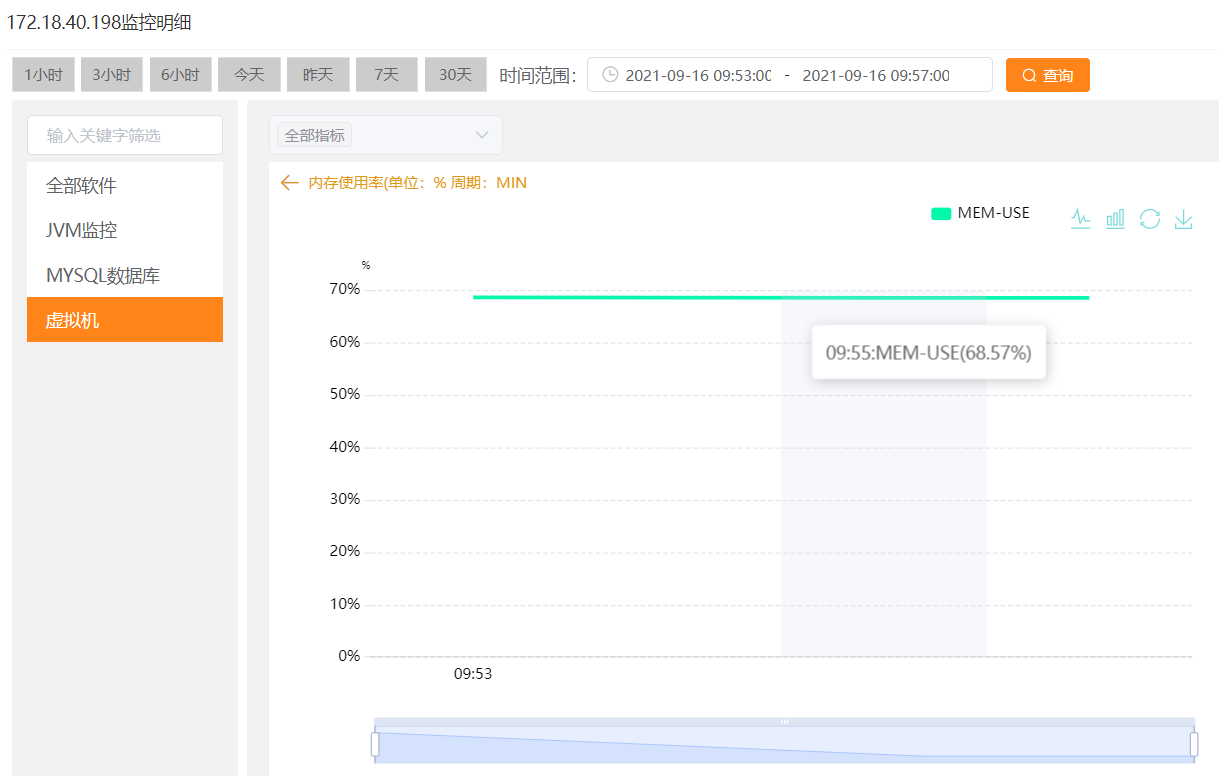 172.18.40.198监控明细
1小时 3小时 6小时 今天 昨天 7天 30天 时间范围： 2021-09-16 09:53:00 - 2021-09-16 09:57:00 查询
输入关键字筛选
全部软件
JVM监控
MYSQL数据库
虚拟机
全部指标
内存使用率(单位：% 周期：MIN
MEM-USE
%
70%
60%
09:55:MEM-USE(68.57%)
50%
40%
30%
20%
10%
0%
09:53